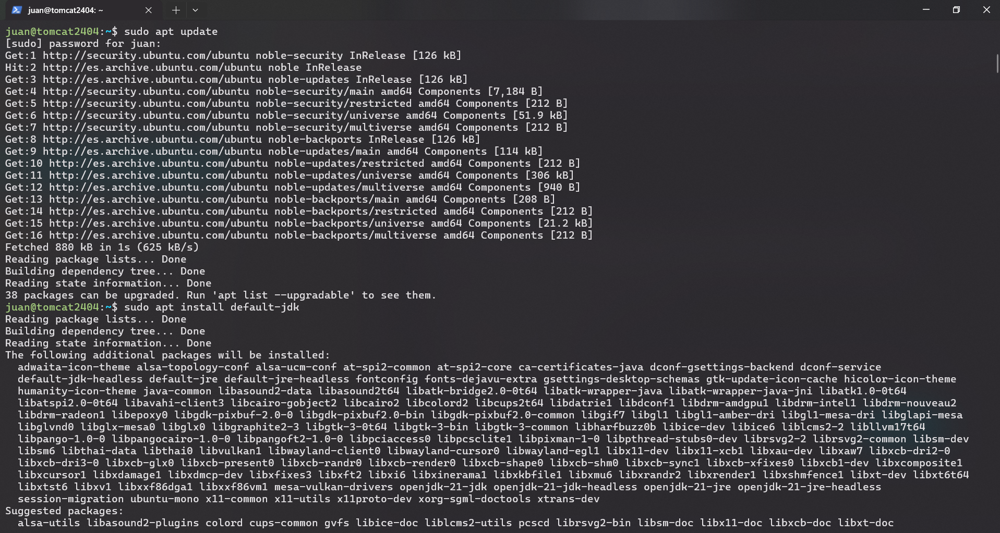 juan@tomcat2404: ~
juan@tomcat2404:~$ sudo apt update
[sudo] password for juan:
Get:1 http://security.ubuntu.com/ubuntu noble-security InRelease [126 kB]
Hit:2 http://es.archive.ubuntu.com/ubuntu noble InRelease
Get:3 http://es.archive.ubuntu.com/ubuntu noble-updates InRelease [126 kB]
Get:4 http://security.ubuntu.com/ubuntu noble-security/main amd64 Components [7,184 B]
Get:5 http://security.ubuntu.com/ubuntu noble-security/restricted amd64 Components [212 B]
Get:6 http://security.ubuntu.com/ubuntu noble-security/universe amd64 Components [51.9 kB]
Get:7 http://security.ubuntu.com/ubuntu noble-security/multiverse amd64 Components [212 B]
Get:8 http://es.archive.ubuntu.com/ubuntu noble-backports InRelease [126 kB]
Get:9 http://es.archive.ubuntu.com/ubuntu noble-updates/main amd64 Components [114 kB]
Get:10 http://es.archive.ubuntu.com/ubuntu noble-updates/restricted amd64 Components [212 B]
Get:11 http://es.archive.ubuntu.com/ubuntu noble-updates/universe amd64 Components [306 kB]
Get:12 http://es.archive.ubuntu.com/ubuntu noble-updates/multiverse amd64 Components [940 B]
Get:13 http://es.archive.ubuntu.com/ubuntu noble-backports/main amd64 Components [208 B]
Get:14 http://es.archive.ubuntu.com/ubuntu noble-backports/restricted amd64 Components [212 B]
Get:15 http://es.archive.ubuntu.com/ubuntu noble-backports/universe amd64 Components [21.2 kB]
Get:16 http://es.archive.ubuntu.com/ubuntu noble-backports/multiverse amd64 Components [212 B]
Fetched 880 kB in 1s (625 kB/s)
Reading package lists... Done
Building dependency tree... Done
Reading state information... Done
38 packages can be upgraded. Run 'apt list --upgradable' to see them.
juan@tomcat2404:~$ sudo apt install default-jdk
Reading package lists... Done
Building dependency tree... Done
Reading state information... Done
The following additional packages will be installed:
  adwaita-icon-theme alsa-topology-conf alsa-ucm-conf at-spi2-common at-spi2-core ca-certificates-java dconf-gsettings-backend dconf-service
  default-jdk-headless default-jre default-jre-headless fontconfig fonts-dejavu-extra gsettings-desktop-schemas gtk-update-icon-cache hicolor-icon-theme
  humanity-icon-theme java-common libasound2-data libasound2t64 libatk-bridge2.0-0t64 libatk-wrapper-java libatk-wrapper-java-jni libatk1.0-0t64
  libatspi2.0-0t64 libavahi-client3 libcairo-gobject2 libcairo2 libcolord2 libcups2t64 libdatrie1 libdconf1 libdrm-amdgpu1 libdrm-intel1 libdrm-nouveau2
  libdrm-radeon1 libepoxy0 libgdk-pixbuf-2.0-0 libgdk-pixbuf2.0-bin libgdk-pixbuf2.0-common libgif7 libgl1 libgl1-amber-dri libgl1-mesa-dri libglapi-mesa
  libglvnd0 libglx-mesa0 libglx0 libgraphite2-3 libgtk-3-0t64 libgtk-3-bin libgtk-3-common libharfbuzz0b libice-dev libice6 liblcms2-2 libllvm17t64
  libpango-1.0-0 libpangocairo-1.0-0 libpangoft2-1.0-0 libpciaccess0 libpcsclite1 libpixman-1-0 libpthread-stubs0-dev librsvg2-2 librsvg2-common libsm-dev
  libsm6 libthai-data libthai0 libvulkan1 libwayland-client0 libwayland-cursor0 libwayland-egl1 libx11-dev libx11-xcb1 libxau-dev libxaw7 libxcb-dri2-0
  libxcb-dri3-0 libxcb-glx0 libxcb-present0 libxcb-randr0 libxcb-render0 libxcb-shape0 libxcb-shm0 libxcb-sync1 libxcb-xfixes0 libxcb1-dev libxcomposite1
  libxcursor1 libxdamage1 libxdmcp-dev libxfixes3 libxft2 libxi6 libxinerama1 libxkbfile1 libxmu6 libxrandr2 libxrender1 libxshmfence1 libxt-dev libxt6t64
  libxtst6 libxv1 libxxf86dga1 libxxf86vm1 mesa-vulkan-drivers openjdk-21-jdk openjdk-21-jdk-headless openjdk-21-jre openjdk-21-jre-headless
  session-migration ubuntu-mono x11-common x11-utils x11proto-dev xorg-sgml-doctools xtrans-dev
Suggested packages:
  alsa-utils libasound2-plugins colord cups-common gvfs libice-doc liblcms2-utils pcscd librsvg2-bin libsm-doc libx11-doc libxcb-doc libxt-doc